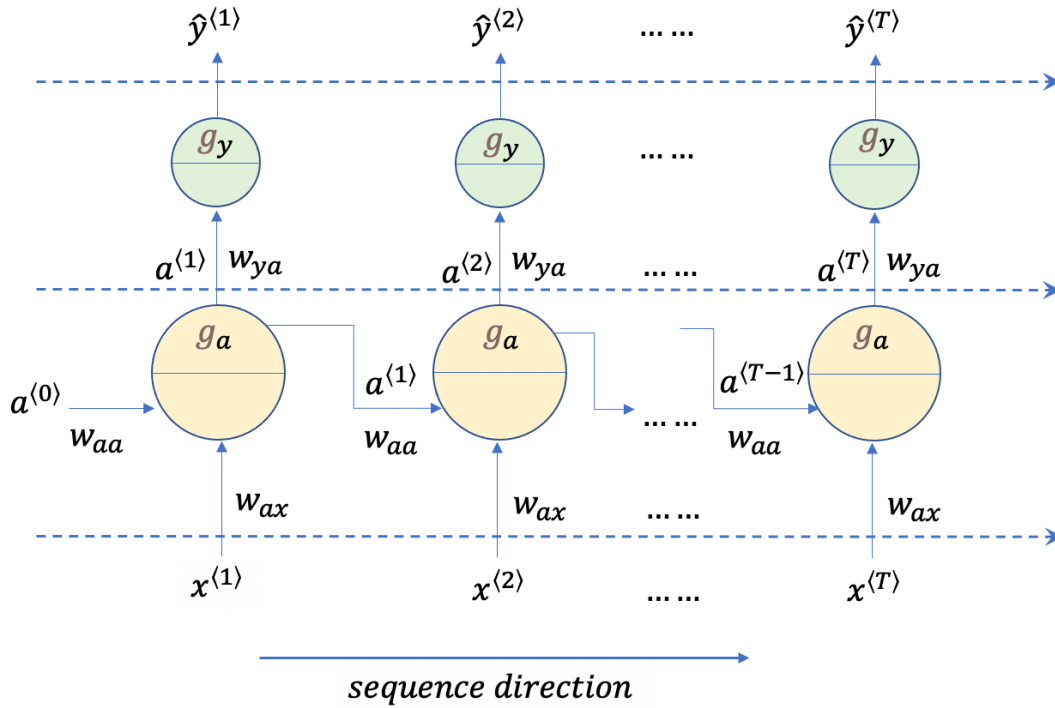 ŷ⟨1⟩ ŷ⟨2⟩ ... ... ŷ⟨T⟩
g_y g_y ... ... g_y
a⟨1⟩ w_ya a⟨2⟩ w_ya ... ... a⟨T⟩ w_ya
g_a g_a g_a
a⟨0⟩ a⟨1⟩ a⟨T−1⟩
w_aa w_aa ... ... w_aa
w_ax w_ax ... ... w_ax
x⟨1⟩ x⟨2⟩ ... ... x⟨T⟩
sequence direction